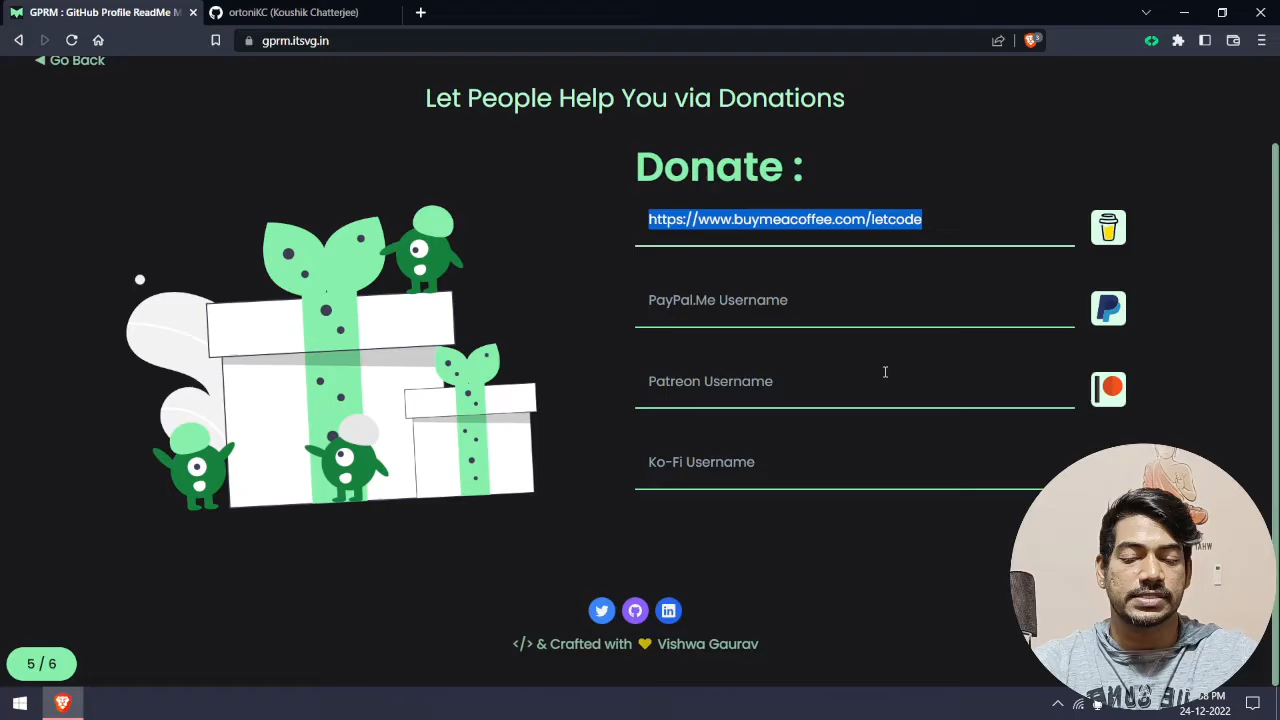 GPRM : GitHub Profile ReadMe M
ortoniKC (Koushik Chatterjee)
gprm.itsvg.in
3
◀ Go Back
Let People Help You via Donations
Donate :
https://www.buymeacoffee.com/letcode
PayPal.Me Username
Patreon Username
Ko-Fi Username
</> & Crafted with 💛 Vishwa Gaurav
5 / 6
24-12-2022